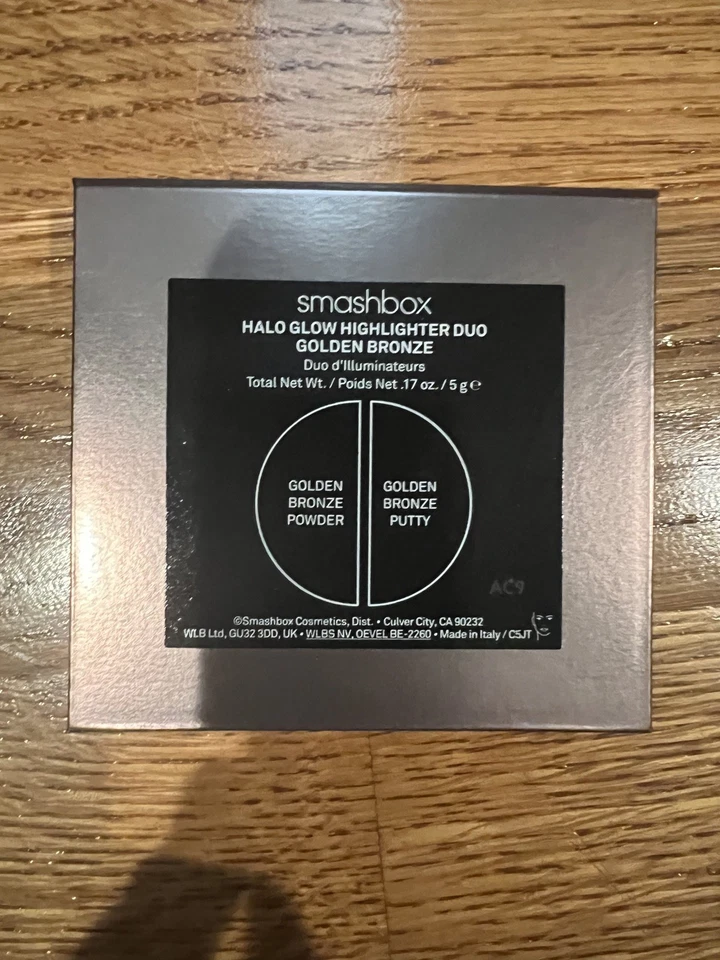 smashbox
HALO GLOW HIGHLIGHTER DUO
GOLDEN BRONZE
Duo d'Illuminateurs
Total Net Wt. / Poids Net .17 oz. / 5 g ℮
GOLDEN
BRONZE
POWDER
GOLDEN
BRONZE
PUTTY
AC9
©Smashbox Cosmetics, Dist. • Culver City, CA 90232
WLB Ltd, GU32 3DD, UK • WLBS NV, OEVEL BE-2260 • Made in Italy / C5JT